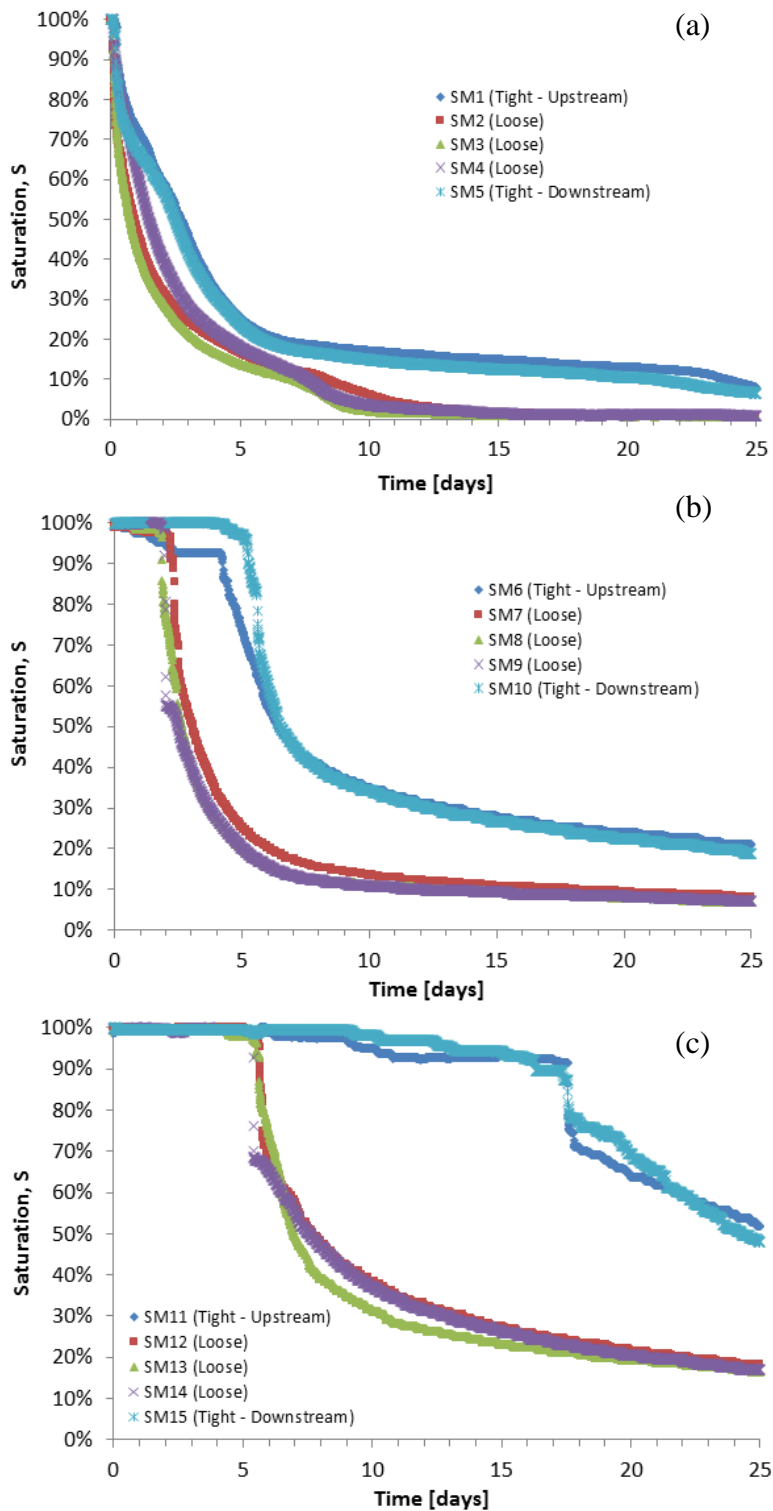 (a)
100%
90%
80%
70%
60%
50%
40%
30%
20%
10%
0%
Saturation, S
SM1 (Tight - Upstream)
SM2 (Loose)
SM3 (Loose)
SM4 (Loose)
SM5 (Tight - Downstream)
0 5 10 15 20 25
Time [days]
(b)
100%
90%
80%
70%
60%
50%
40%
30%
20%
10%
0%
Saturation, S
SM6 (Tight - Upstream)
SM7 (Loose)
SM8 (Loose)
SM9 (Loose)
SM10 (Tight - Downstream)
0 5 10 15 20 25
Time [days]
(c)
100%
90%
80%
70%
60%
50%
40%
30%
20%
10%
0%
Saturation, S
SM11 (Tight - Upstream)
SM12 (Loose)
SM13 (Loose)
SM14 (Loose)
SM15 (Tight - Downstream)
0 5 10 15 20 25
Time [days]